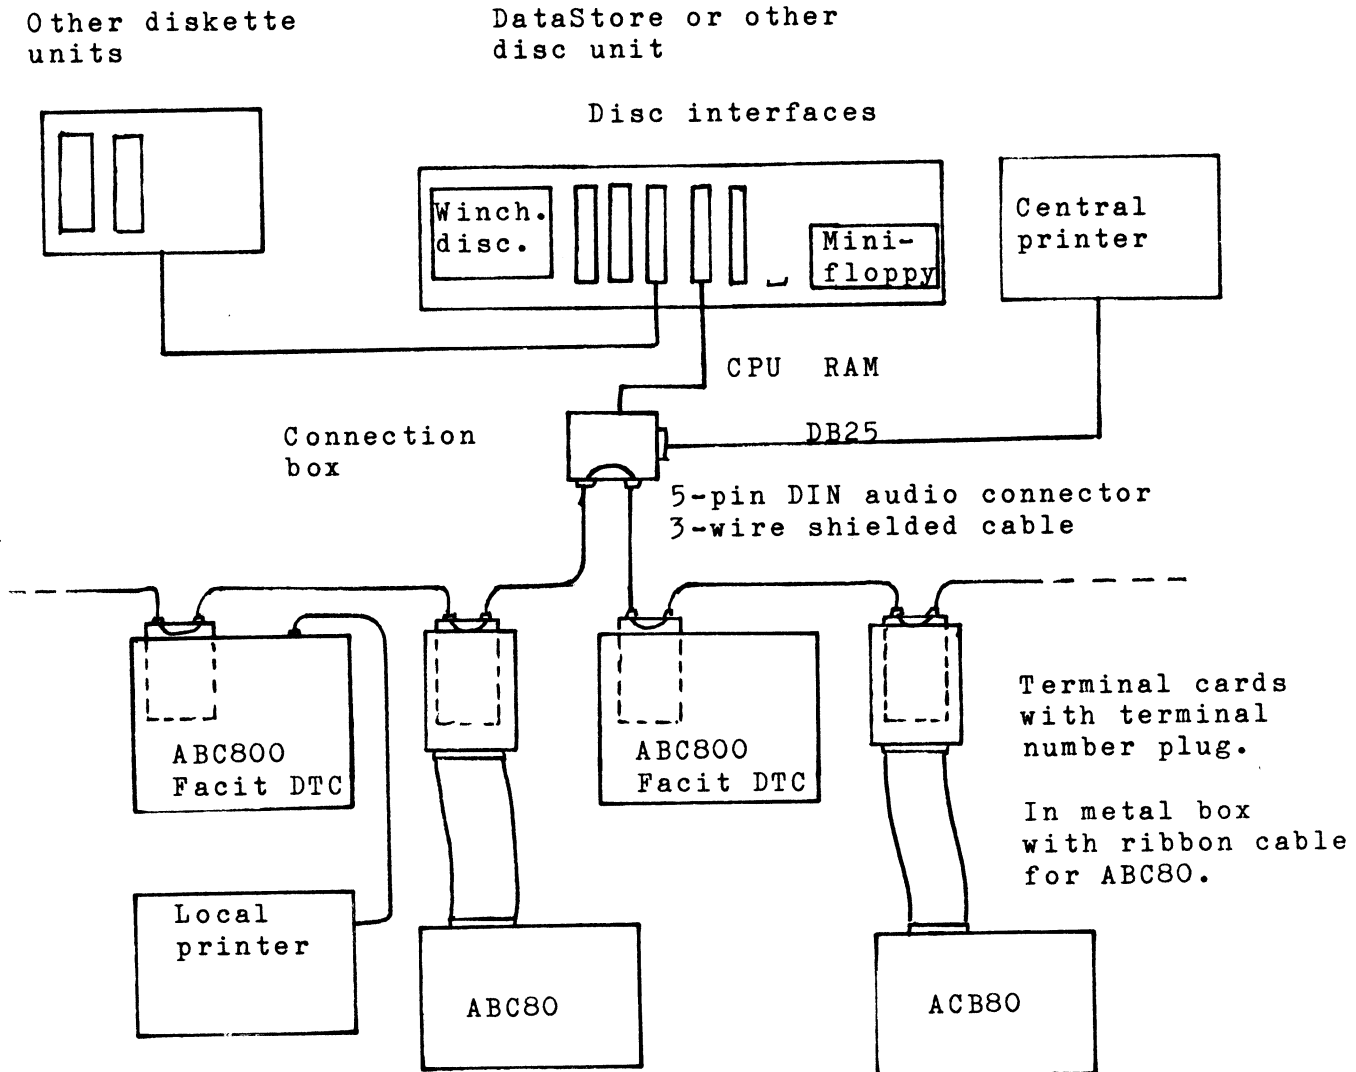 Other diskette
units
DataStore or other
disc unit
Disc interfaces
Winch.
disc.
Mini-
floppy
Central
printer
CPU RAM
Connection
box
DB25
5-pin DIN audio connector
3-wire shielded cable
ABC800
Facit DTC
ABC800
Facit DTC
Terminal cards
with terminal
number plug.
In metal box
with ribbon cable
for ABC80.
Local
printer
ABC80
ACB80